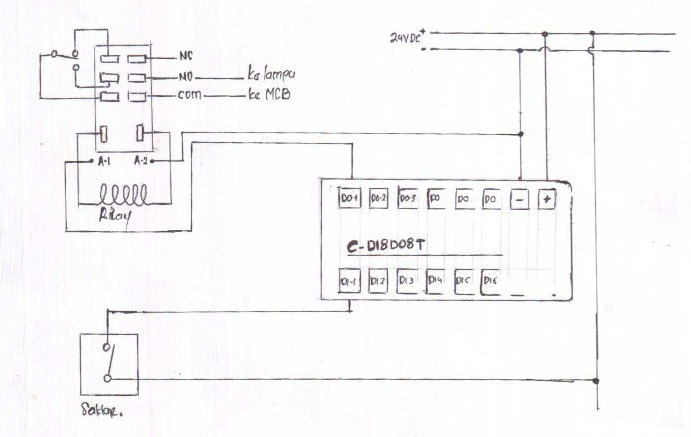 24VDC +
-
NC
NO ke lampu
COM ke MCB
A-1 A-2
Rilay
DO-1 DO-2 DO-3 DO DO DO - +
C-DI8DO8T
DI-1 DI2 DI3 DI4 DI5 DI6
Saklar.